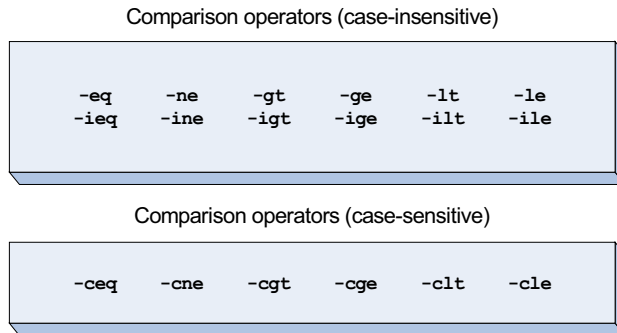 Comparison operators (case-insensitive)
-eq -ne -gt -ge -lt -le
-ieq -ine -igt -ige -ilt -ile
Comparison operators (case-sensitive)
-ceq -cne -cgt -cge -clt -cle